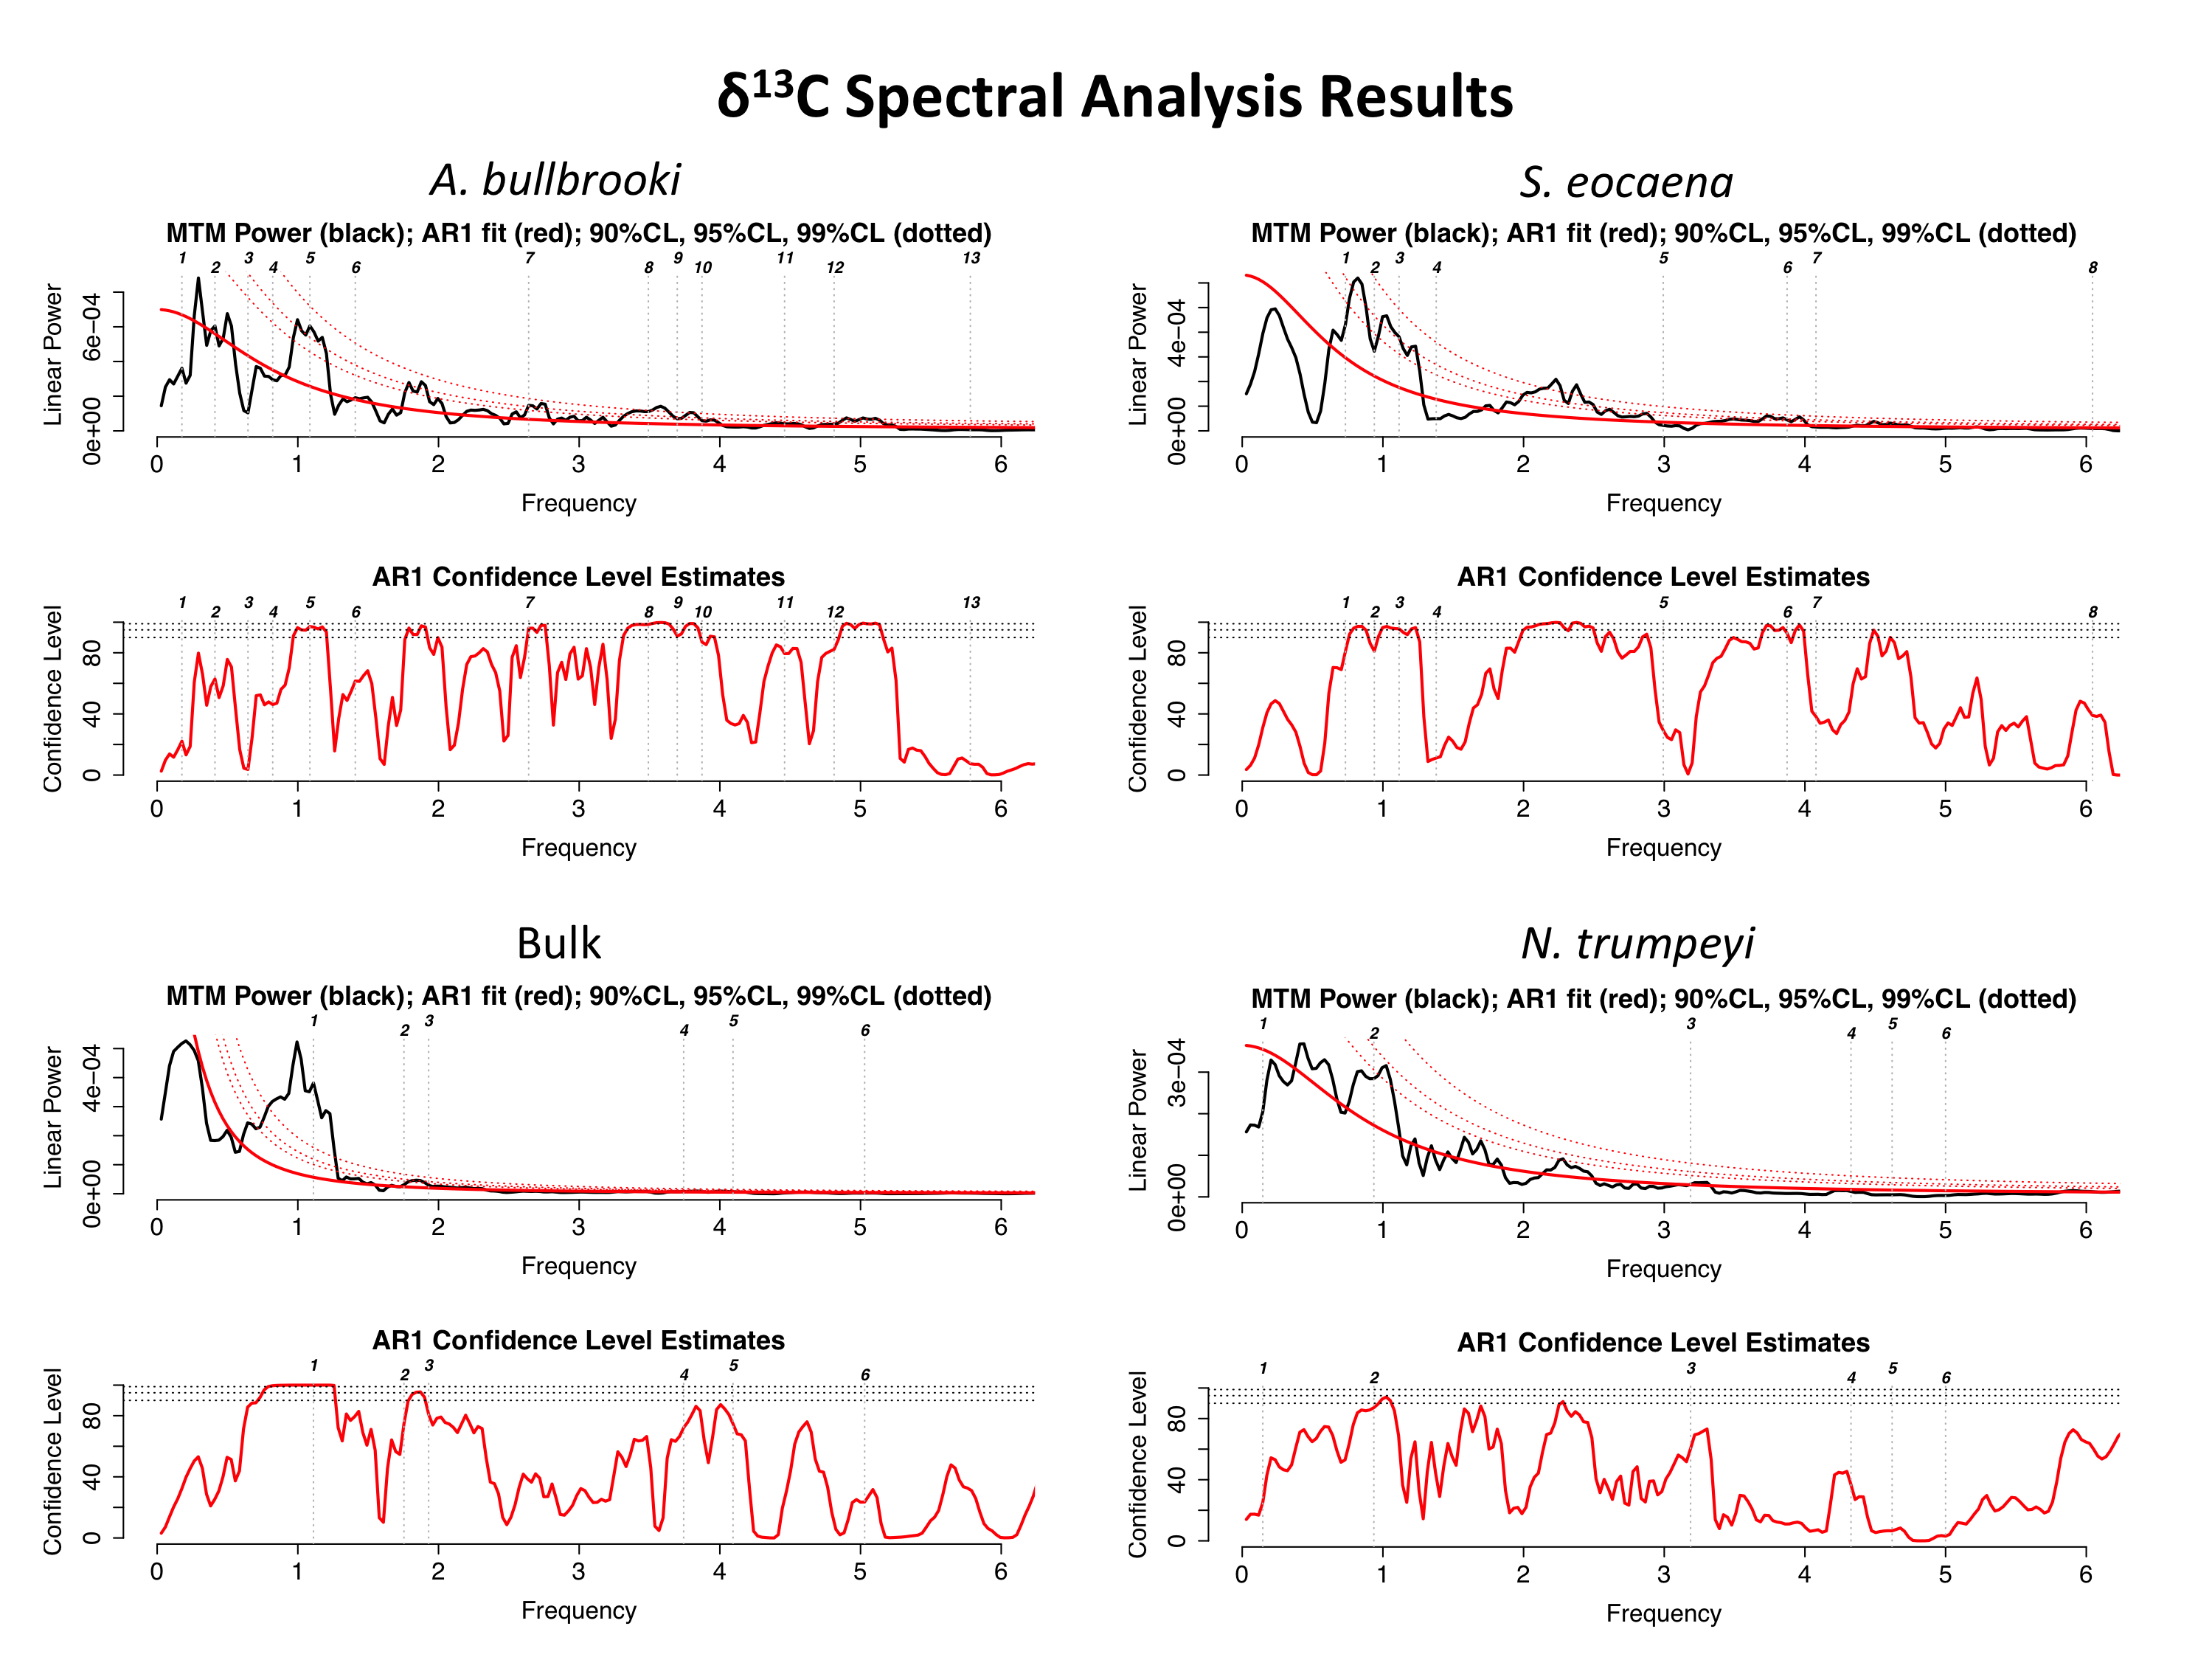 δ¹³C Spectral Analysis Results
A. bullbrooki
MTM Power (black); AR1 fit (red); 90%CL, 95%CL, 99%CL (dotted)
1 2 3 4 5 6 7 8 9 10 11 12 13
Linear Power
0e+00 6e−04
0 1 2 3 4 5 6
Frequency
AR1 Confidence Level Estimates
1 2 3 4 5 6 7 8 9 10 11 12 13
Confidence Level
0 40 80
0 1 2 3 4 5 6
Frequency
S. eocaena
MTM Power (black); AR1 fit (red); 90%CL, 95%CL, 99%CL (dotted)
1 2 3 4 5 6 7 8
Linear Power
0e+00 4e−04
0 1 2 3 4 5 6
Frequency
AR1 Confidence Level Estimates
1 2 3 4 5 6 7 8
Confidence Level
0 40 80
0 1 2 3 4 5 6
Frequency
Bulk
MTM Power (black); AR1 fit (red); 90%CL, 95%CL, 99%CL (dotted)
1 2 3 4 5 6
Linear Power
0e+00 4e−04
0 1 2 3 4 5 6
Frequency
AR1 Confidence Level Estimates
1 2 3 4 5 6
Confidence Level
0 40 80
0 1 2 3 4 5 6
Frequency
N. trumpeyi
MTM Power (black); AR1 fit (red); 90%CL, 95%CL, 99%CL (dotted)
1 2 3 4 5 6
Linear Power
0e+00 3e−04
0 1 2 3 4 5 6
Frequency
AR1 Confidence Level Estimates
1 2 3 4 5 6
Confidence Level
0 40 80
0 1 2 3 4 5 6
Frequency